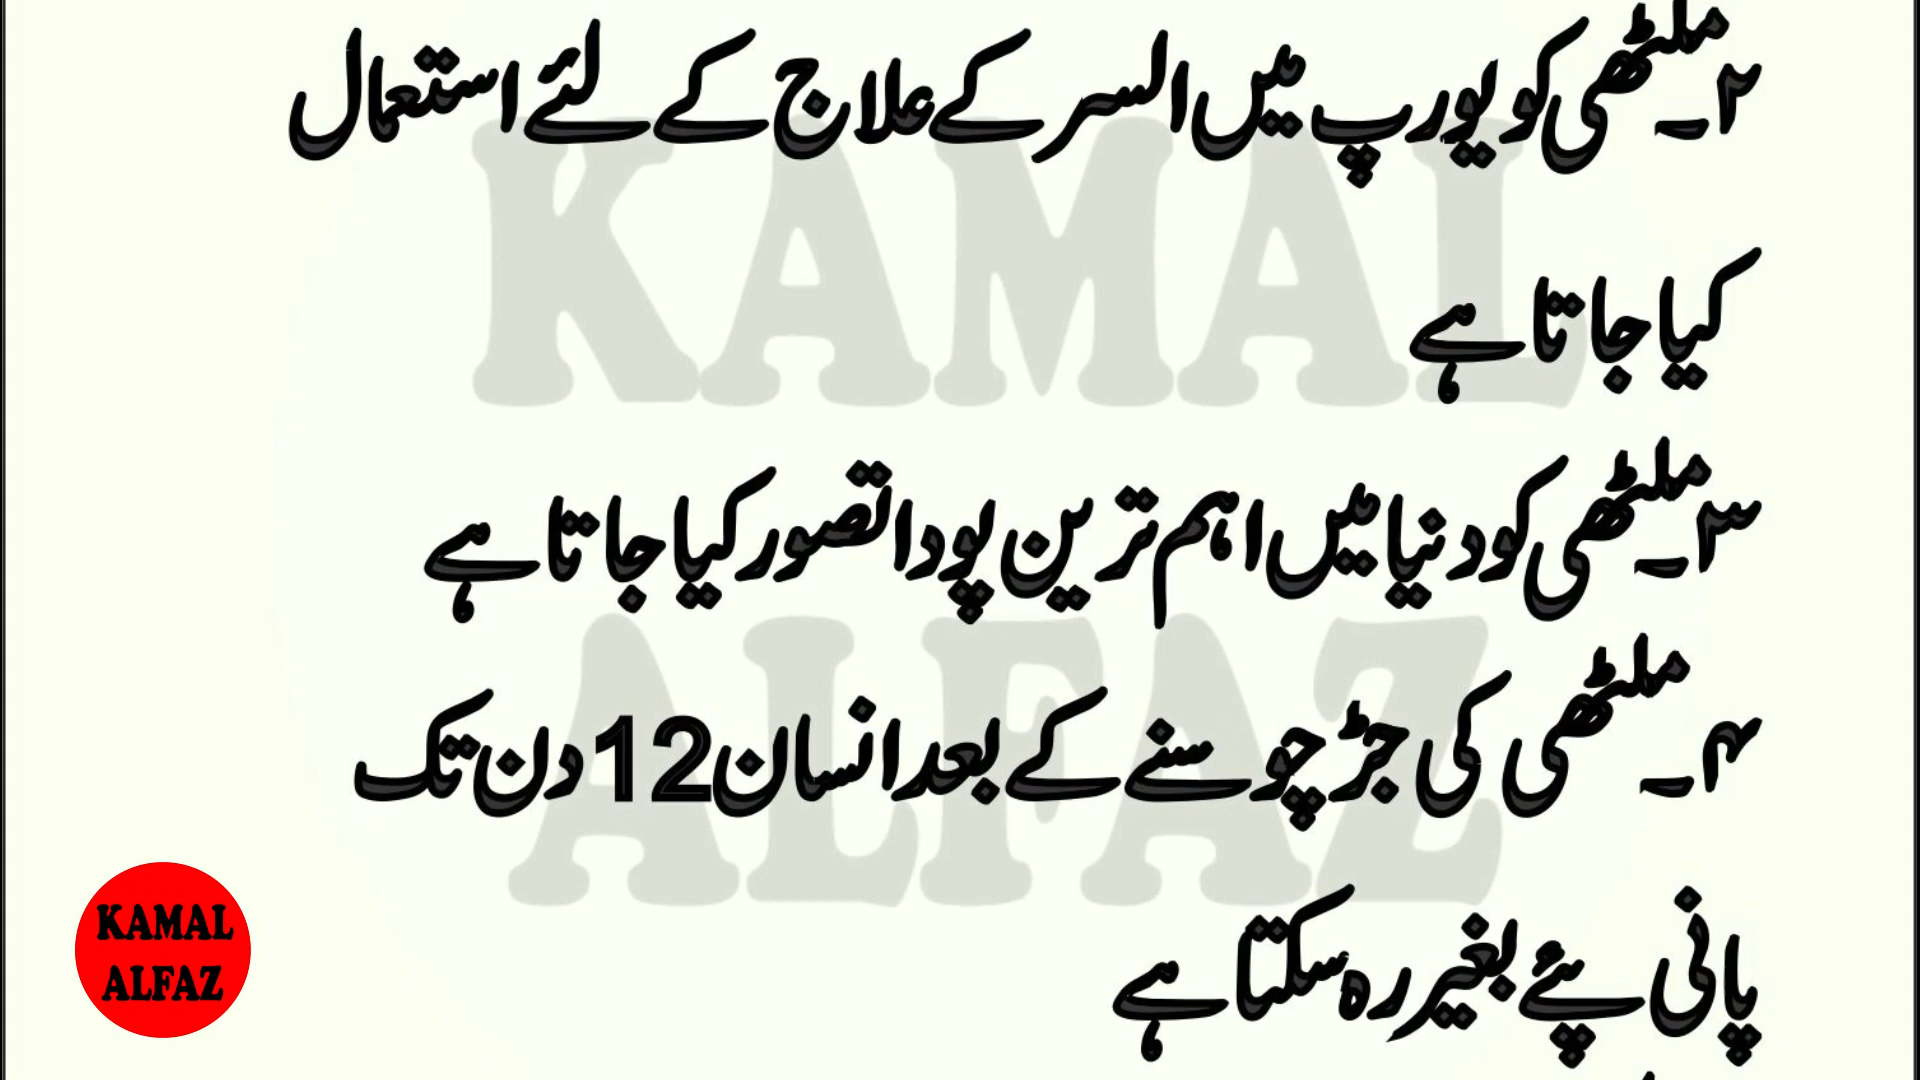 ۲۔ ملٹھی کو یورپ میں السر کے علاج کے لئے استعمال
کیا جاتا ہے
۳۔ ملٹھی کو دنیا میں اہم ترین پودا تصور کیا جاتا ہے
۴۔ ملٹھی کی جڑ چوسنے کے بعد انسان 12 دن تک
پانی پئے بغیر رہ سکتا ہے
KAMAL
ALFAZ
KAMAL
ALFAZ